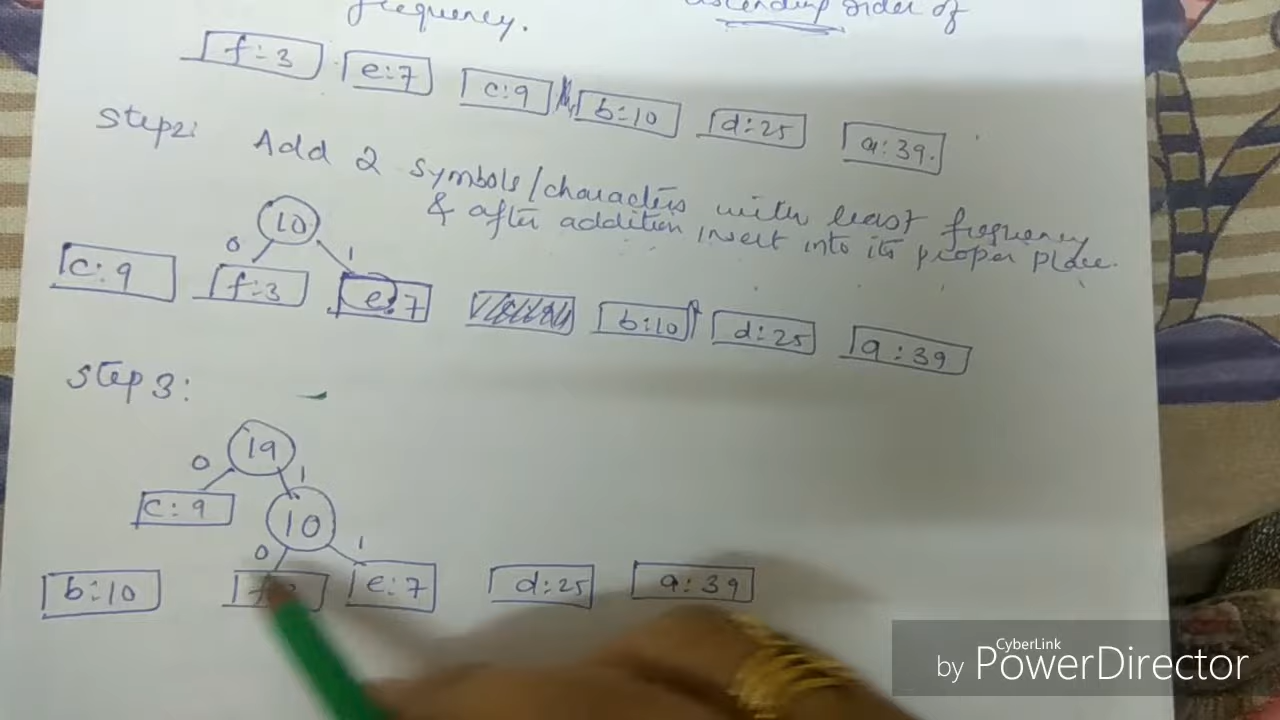 frequency. ascending order of
f:3 e:7 c:9 b:10 d:25 a:39.
Step2: Add 2 symbols/characters with least frequency
& after addition insert into its proper place.
10
0 1
c:9 f:3 e:7 b:10 d:25 a:39
Step 3:
19
0 1
c:9 10
0 1
b:10 e:7 d:25 a:39
CyberLink
by PowerDirector